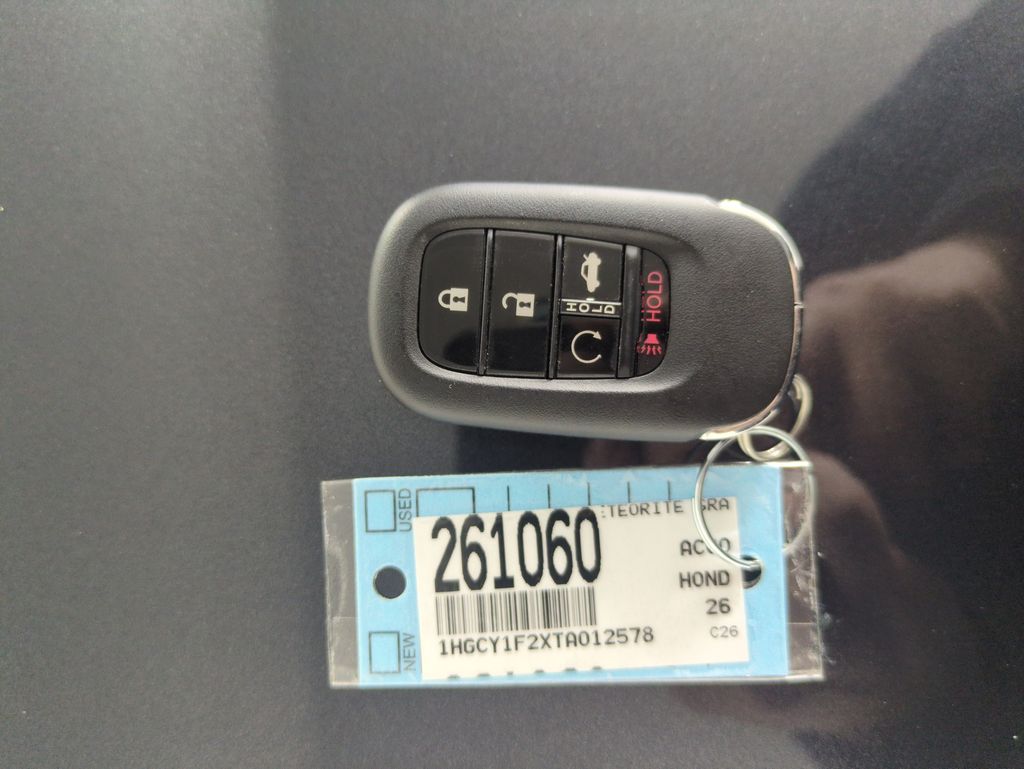 HOLD
HOLD
USED
NEW
261060
:TEORITE GRA
ACCO
HOND
26
C26
1HGCY1F2XTA012578